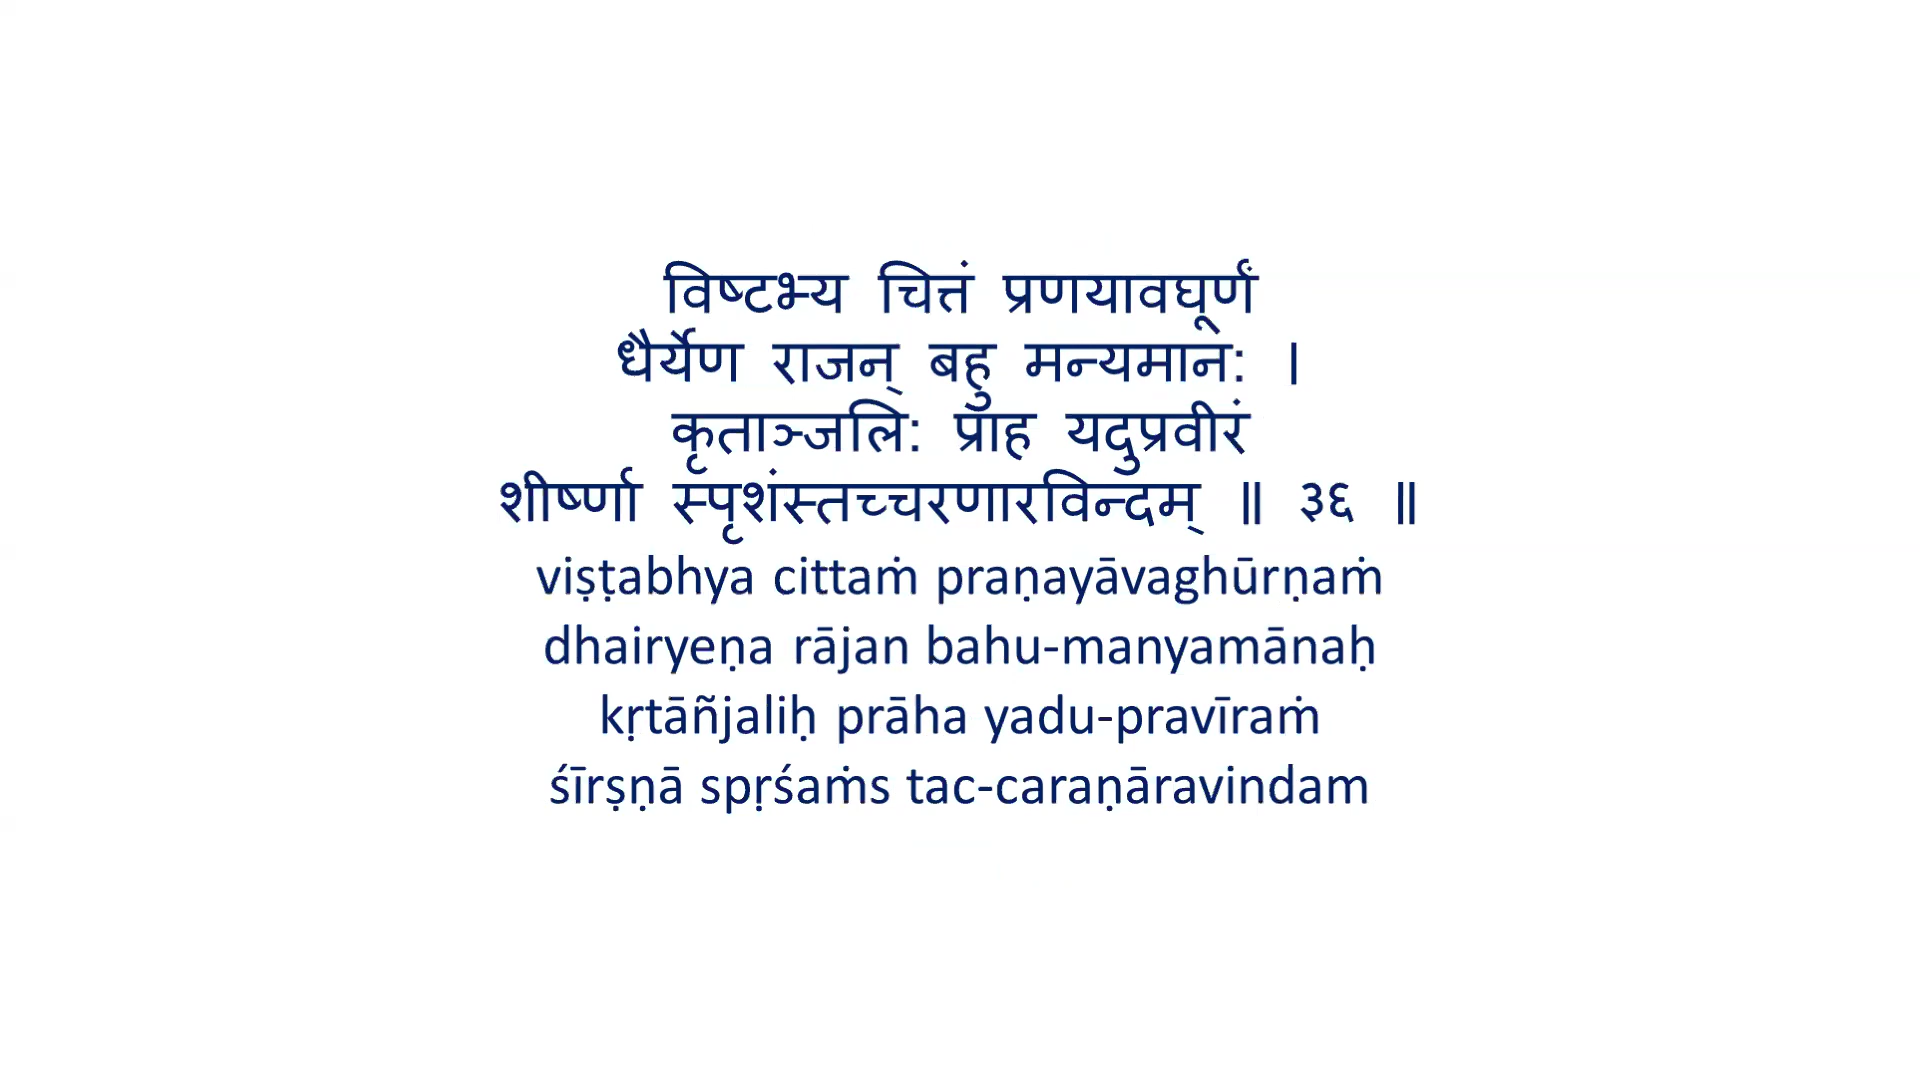 विष्टभ्य चित्तं प्रणयावघूर्णं
धैर्येण राजन् बहु मन्यमान: ।
कृताञ्जलि: प्राह यदुप्रवीरं
शीर्ष्णा स्पृशंस्तच्चरणारविन्दम् ॥ ३६ ॥
viṣṭabhya cittaṁ praṇayāvaghūrṇaṁ
dhairyeṇa rājan bahu-manyamānaḥ
kṛtāñjaliḥ prāha yadu-pravīraṁ
śīrṣṇā spṛśaṁs tac-caraṇāravindam